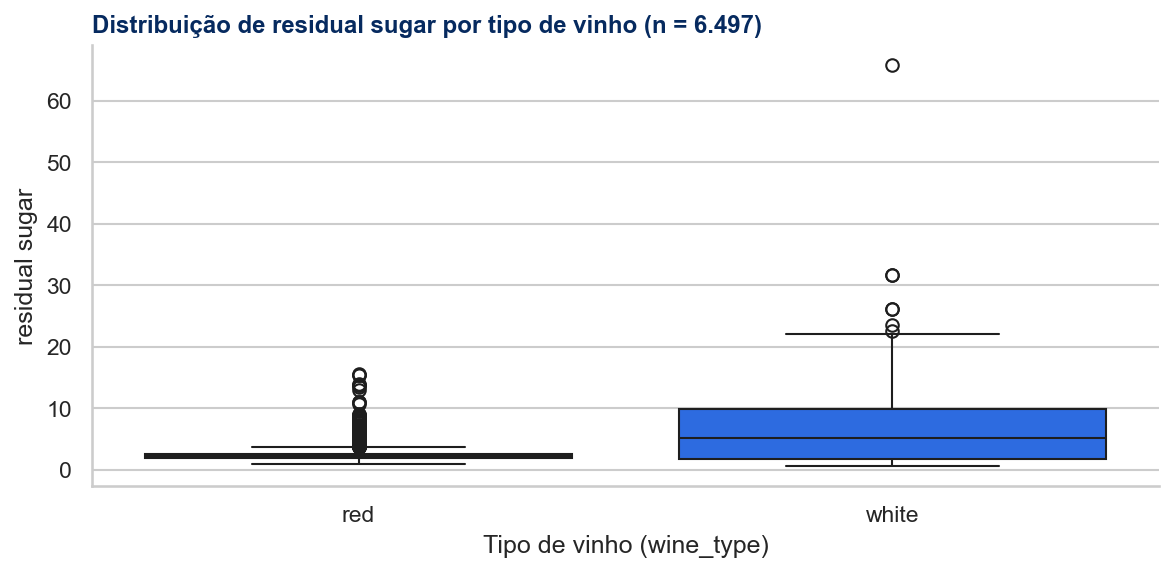 Distribuição de residual sugar por tipo de vinho (n = 6.497)
residual sugar
60
50
40
30
20
10
0
red
white
Tipo de vinho (wine_type)